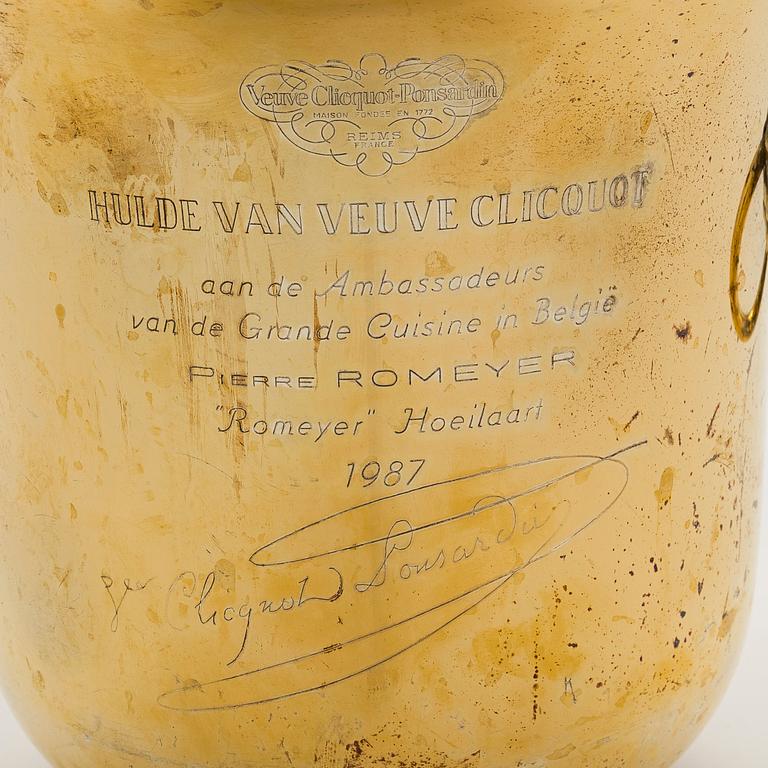 Veuve Clicquot-Ponsardin
MAISON FONDÉE EN 1772
REIMS
FRANCE
HULDE VAN VEUVE CLICQUOT
aan de Ambassadeurs
van de Grande Cuisine in België
PIERRE ROMEYER
"Romeyer" Hoeilaart
1987
Clicquot Ponsardin